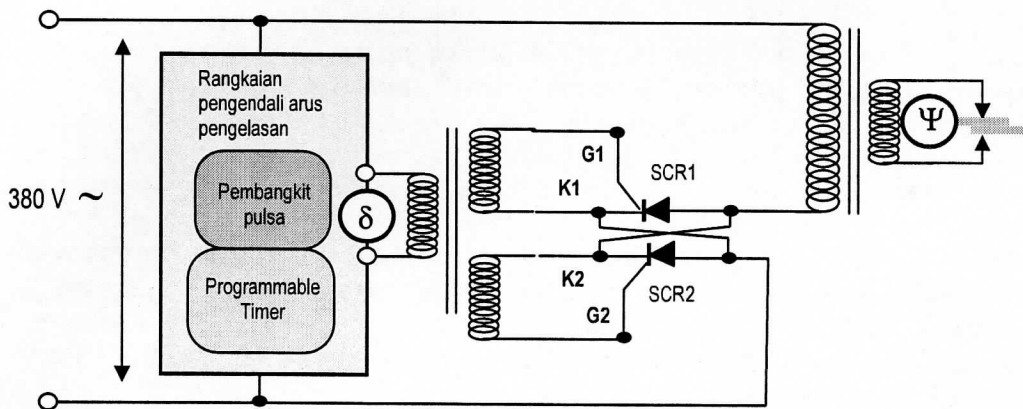 Rangkaian
pengendali arus
pengelasan
Pembangkit
pulsa
Programmable
Timer
380 V ~
δ
G1
K1
SCR1
K2
G2
SCR2
Ψ